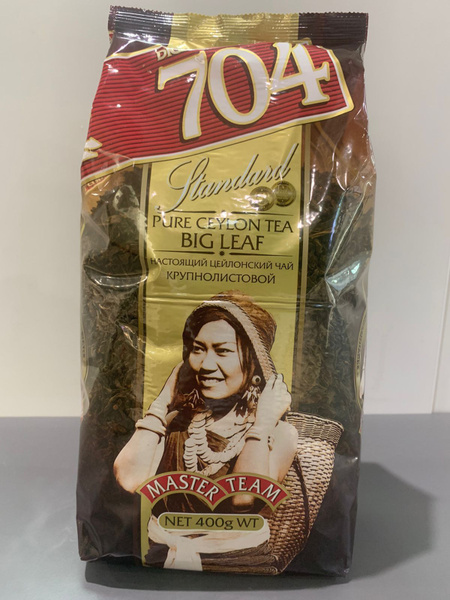 704
Standard
PURE CEYLON TEA
BIG LEAF
НАСТОЯЩИЙ ЦЕЙЛОНСКИЙ ЧАЙ
КРУПНОЛИСТОВОЙ
MASTER TEAM
NET 400g WT